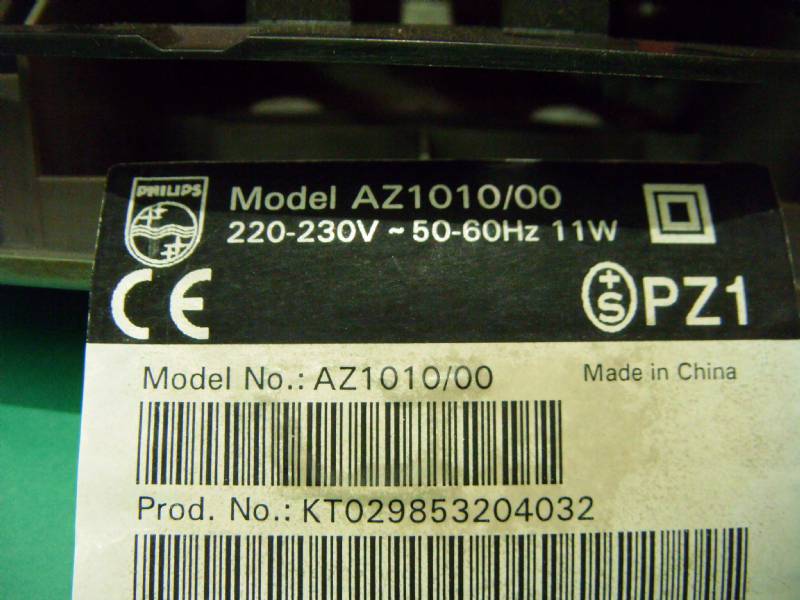 PHILIPS
Model AZ1010/00
220-230V ~ 50-60Hz 11W
CE
+S PZ1
Model No.: AZ1010/00
Made in China
Prod. No.: KT029853204032